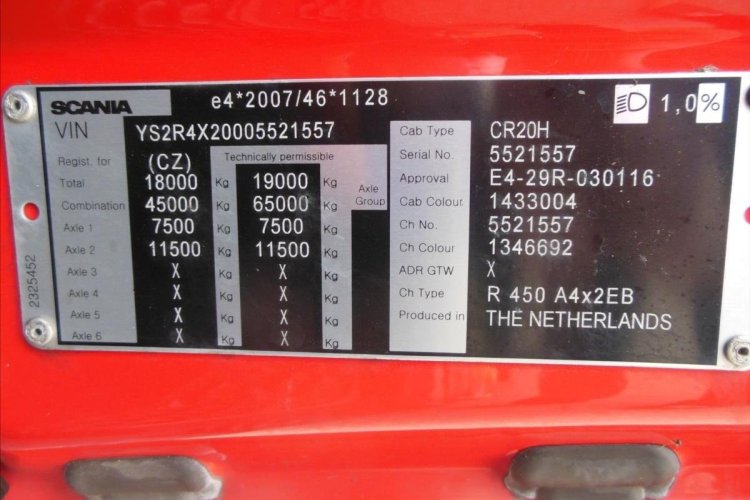 SCANIA e4*2007/46*1128 1,0%
VIN YS2R4X20005521557 Cab Type CR20H
Regist. for (CZ) Technically permissible Serial No. 5521557
Total 18000 Kg 19000 Kg Axle Group Approval E4-29R-030116
Combination 45000 Kg 65000 Kg Cab Colour 1433004
Axle 1 7500 Kg 7500 Kg Ch No. 5521557
Axle 2 11500 Kg 11500 Kg Ch Colour 1346692
Axle 3 X Kg X Kg ADR GTW X
Axle 4 X Kg X Kg Ch Type R 450 A4x2EB
Axle 5 X Kg X Kg Produced in THE NETHERLANDS
Axle 6 X Kg X Kg
2325452